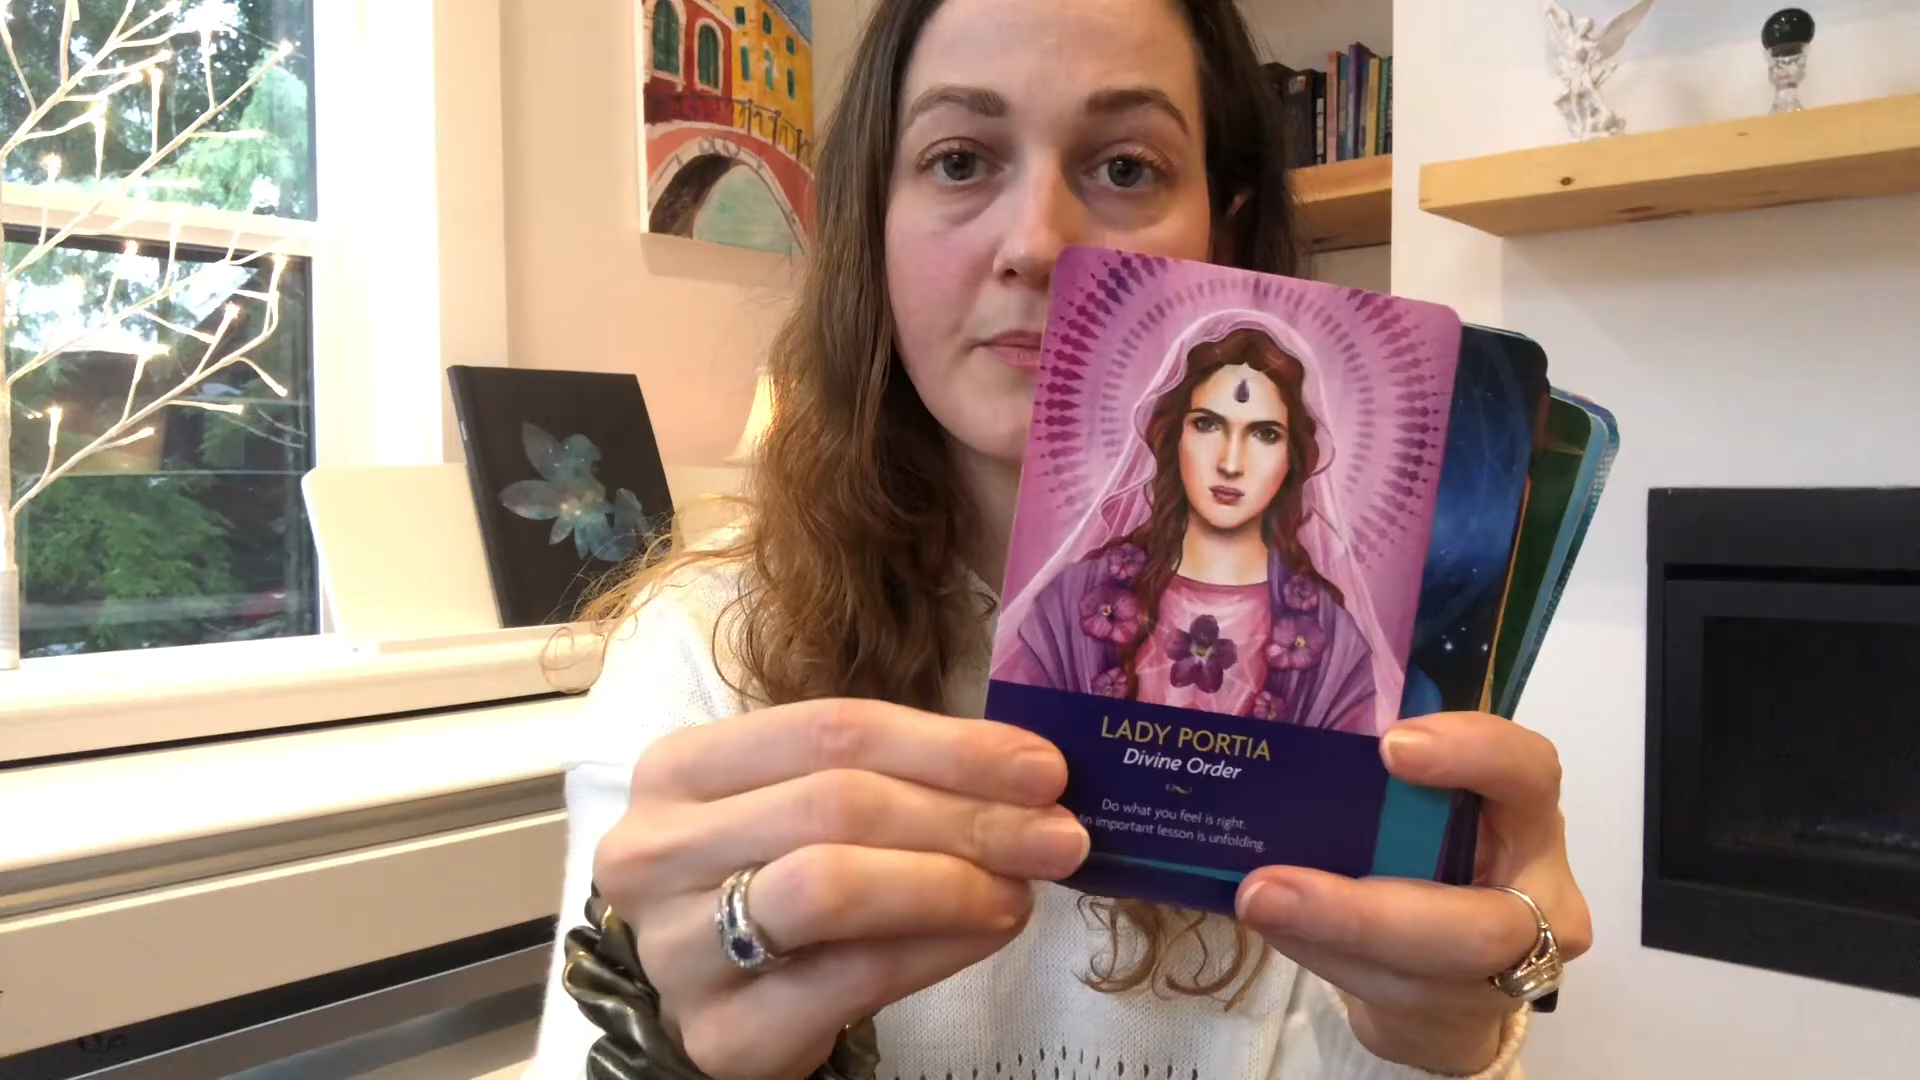 LADY PORTIA
Divine Order
Do what you feel is right.
An important lesson is unfolding.